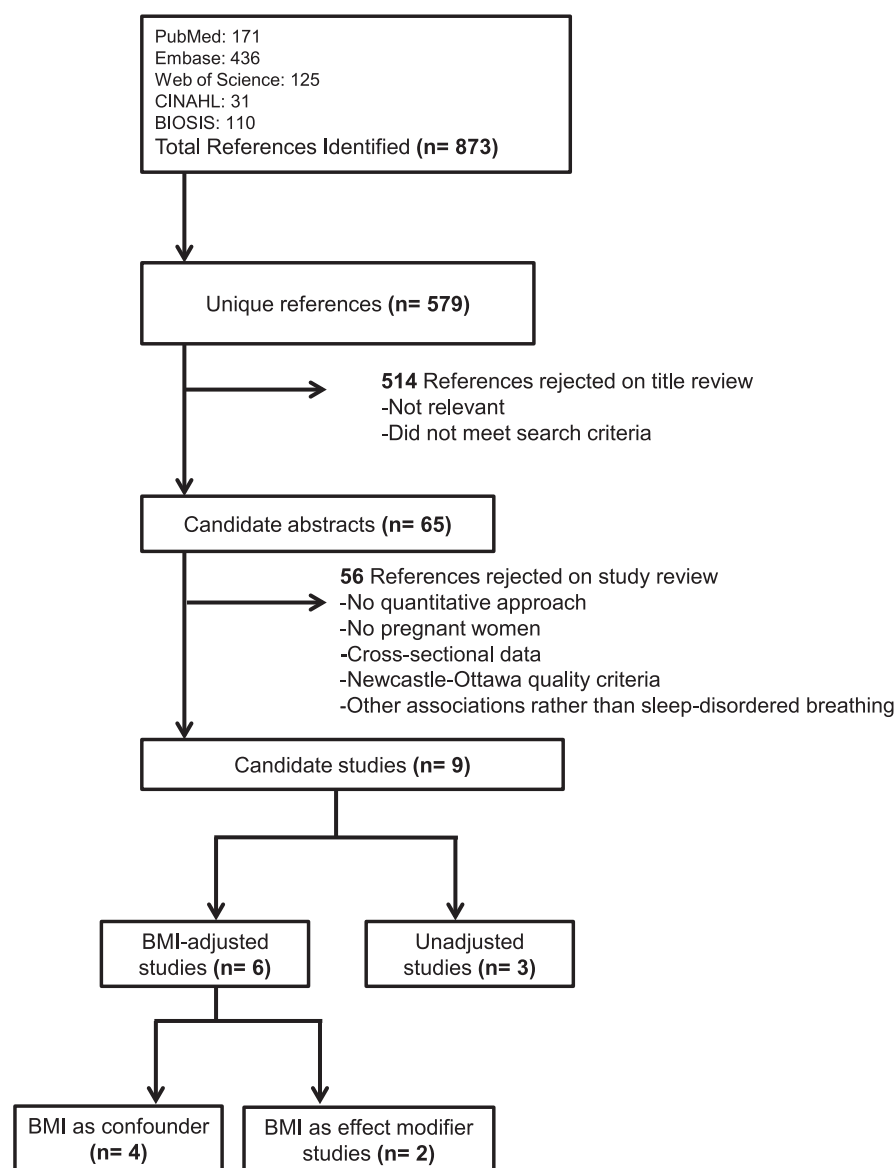 PubMed: 171
Embase: 436
Web of Science: 125
CINAHL: 31
BIOSIS: 110
Total References Identified (n= 873)
Unique references (n= 579)
514 References rejected on title review
-Not relevant
-Did not meet search criteria
Candidate abstracts (n= 65)
56 References rejected on study review
-No quantitative approach
-No pregnant women
-Cross-sectional data
-Newcastle-Ottawa quality criteria
-Other associations rather than sleep-disordered breathing
Candidate studies (n= 9)
BMI-adjusted
studies (n= 6)
Unadjusted
studies (n= 3)
BMI as confounder
(n= 4)
BMI as effect modifier
studies (n= 2)